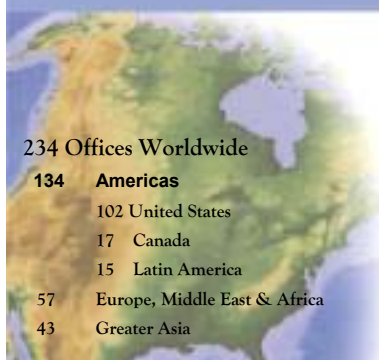 234 Offices Worldwide
134 Americas
102 United States
17 Canada
15 Latin America
57 Europe, Middle East & Africa
43 Greater Asia